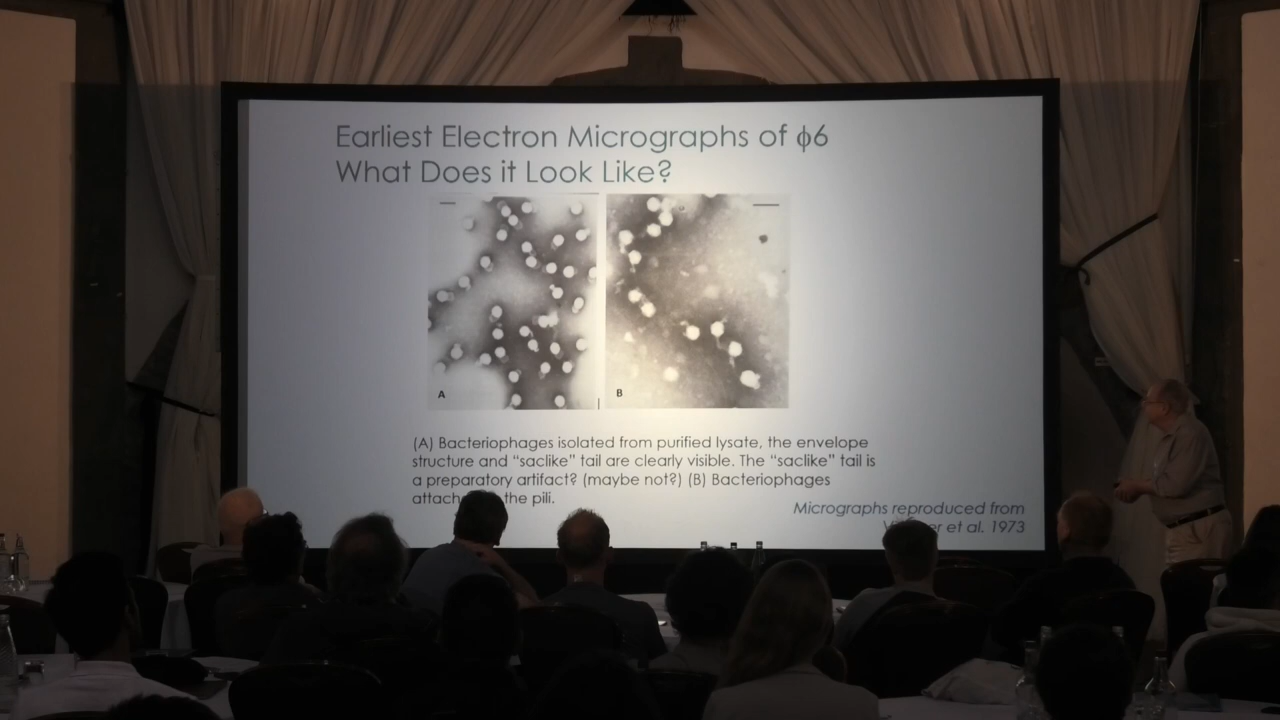 Earliest Electron Micrographs of ϕ6
What Does it Look Like?
A
B
(A) Bacteriophages isolated from purified lysate, the envelope
structure and “saclike” tail are clearly visible. The “saclike” tail is
a preparatory artifact? (maybe not?) (B) Bacteriophages
the pili.
Micrographs reproduced from
et al. 1973